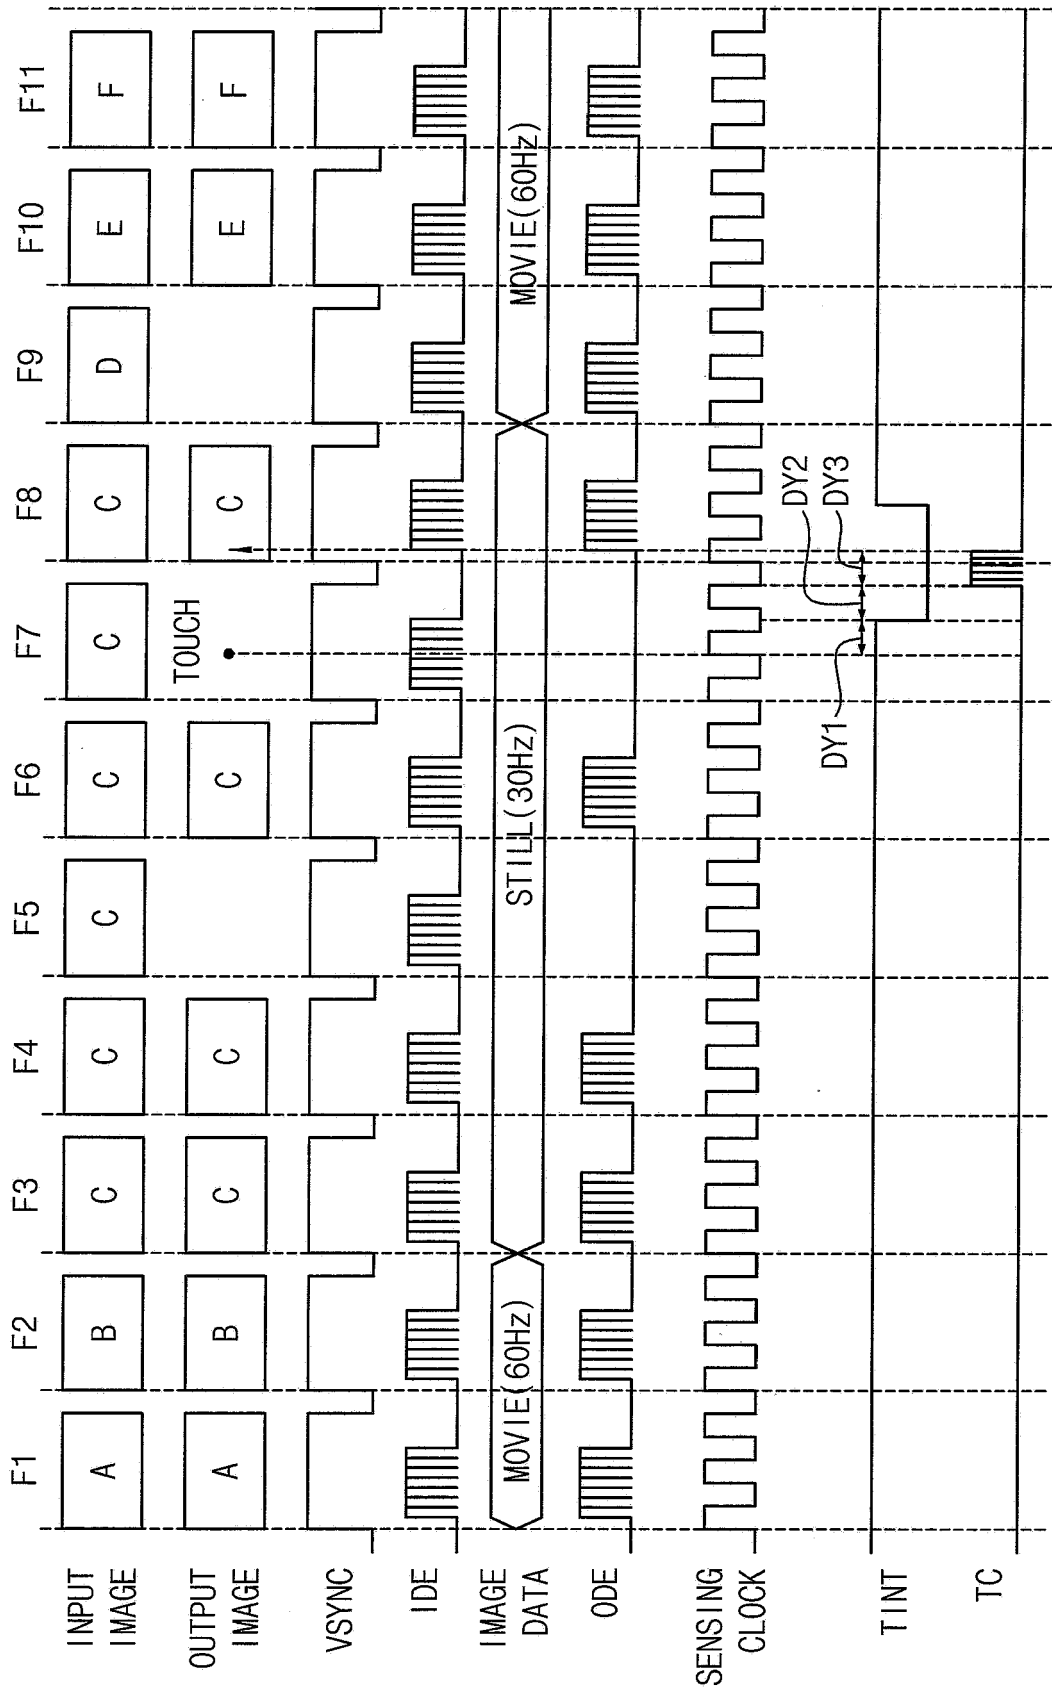 F1 F2 F3 F4 F5 F6 F7 F8 F9 F10 F11
INPUT
IMAGE
A B C C C C C C D E F
OUTPUT
IMAGE
A B C C C C E F
TOUCH
VSYNC
IDE
IMAGE
DATA
MOVIE(60Hz) STILL(30Hz) MOVIE(60Hz)
ODE
SENSING
CLOCK
DY1 DY2
DY3
TINT
TC